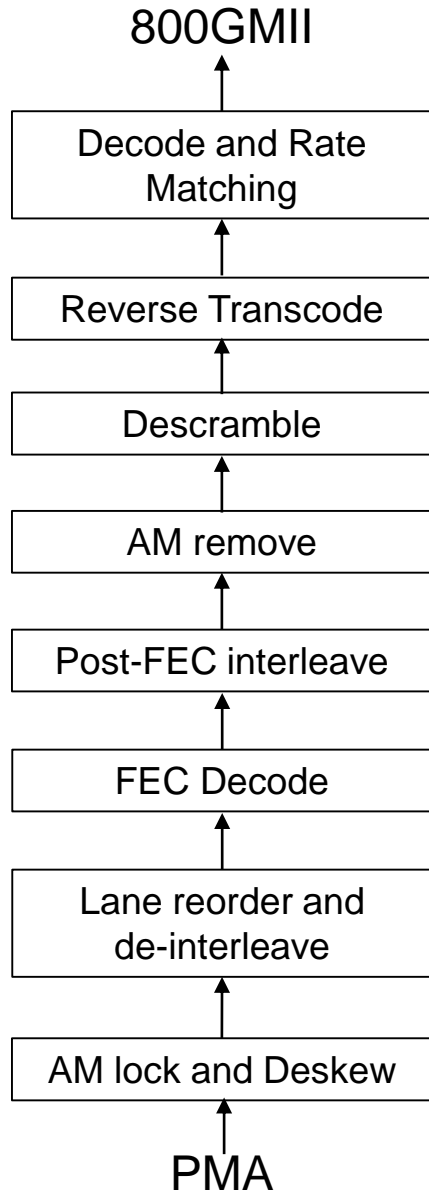 800GMII
Decode and Rate
Matching
Reverse Transcode
Descramble
AM remove
Post-FEC interleave
FEC Decode
Lane reorder and
de-interleave
AM lock and Deskew
PMA